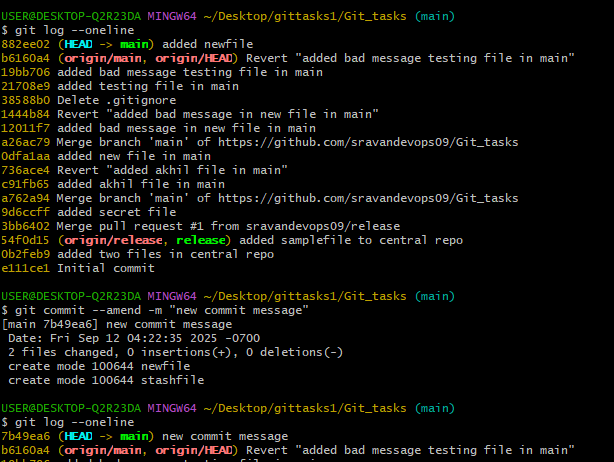 USER@DESKTOP-Q2R23DA MINGW64 ~/Desktop/gittasks1/Git_tasks (main)
$ git log --oneline
882ee02 (HEAD -> main) added newfile
b6160a4 (origin/main, origin/HEAD) Revert "added bad message testing file in main"
19bb706 added bad message testing file in main
21708e9 added testing file in main
38588b0 Delete .gitignore
1444b84 Revert "added bad message in new file in main"
12011f7 added bad message in new file in main
a26ac79 Merge branch 'main' of https://github.com/sravandevops09/Git_tasks
0dfa1aa added new file in main
736ace4 Revert "added akhil file in main"
c91fb65 added akhil file in main
a762a94 Merge branch 'main' of https://github.com/sravandevops09/Git_tasks
9d6ccff added secret file
3bb6402 Merge pull request #1 from sravandevops09/release
54f0d15 (origin/release, release) added samplefile to central repo
0b2feb9 added two files in central repo
e111ce1 Initial commit
USER@DESKTOP-Q2R23DA MINGW64 ~/Desktop/gittasks1/Git_tasks (main)
$ git commit --amend -m "new commit message"
[main 7b49ea6] new commit message
Date: Fri Sep 12 04:22:35 2025 -0700
2 files changed, 0 insertions(+), 0 deletions(-)
create mode 100644 newfile
create mode 100644 stashfile
USER@DESKTOP-Q2R23DA MINGW64 ~/Desktop/gittasks1/Git_tasks (main)
$ git log --oneline
7b49ea6 (HEAD -> main) new commit message
b6160a4 (origin/main, origin/HEAD) Revert "added bad message testing file in main"